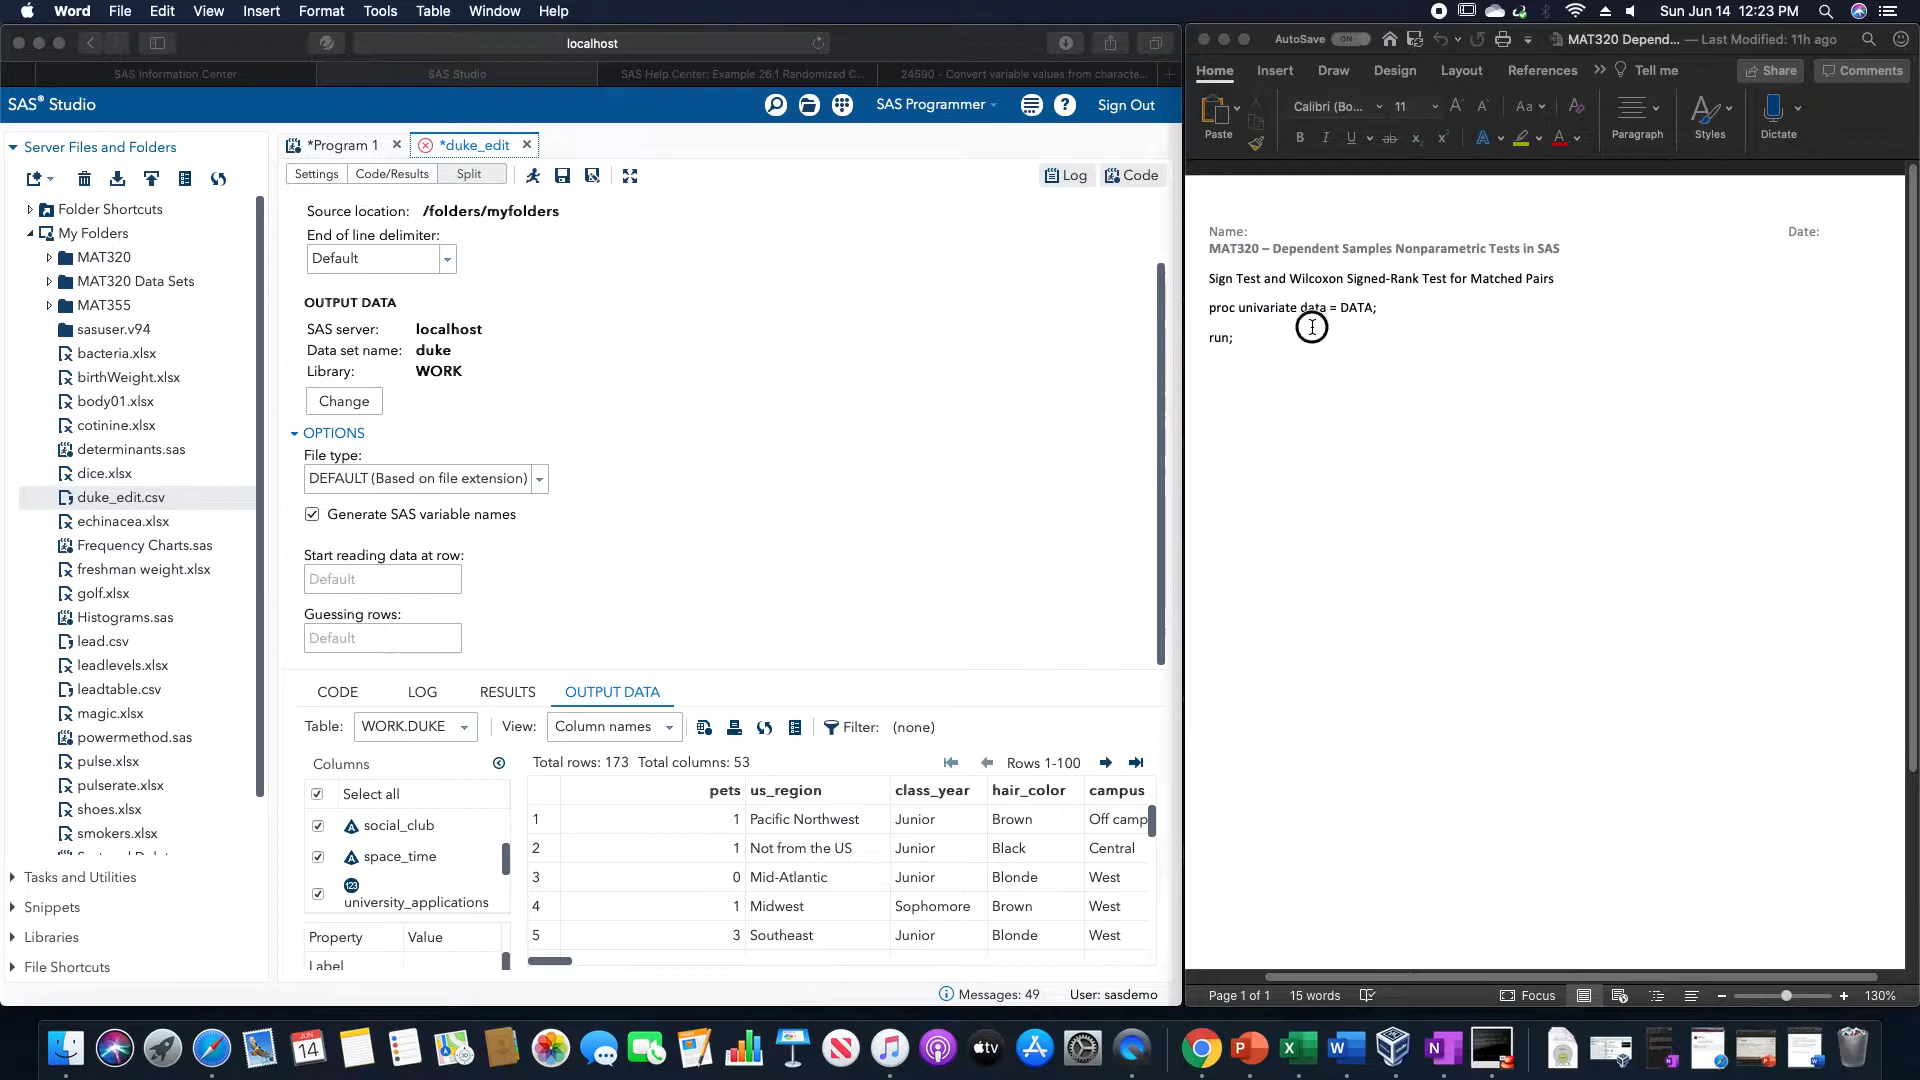 Word File Edit View Insert Format Tools Table Window Help
Sun Jun 14 12:23 PM
localhost
SAS Information Center
SAS Studio
SAS Help Center: Example 26.1 Randomized C...
24590 - Convert variable values from characte...
SAS® Studio
SAS Programmer
Sign Out
Server Files and Folders
Folder Shortcuts
My Folders
MAT320
MAT320 Data Sets
MAT355
sasuser.v94
bacteria.xlsx
birthWeight.xlsx
body01.xlsx
cotinine.xlsx
determinants.sas
dice.xlsx
duke_edit.csv
echinacea.xlsx
Frequency Charts.sas
freshman weight.xlsx
golf.xlsx
Histograms.sas
lead.csv
leadlevels.xlsx
leadtable.csv
magic.xlsx
powermethod.sas
pulse.xlsx
pulserate.xlsx
shoes.xlsx
smokers.xlsx
Tasks and Utilities
Snippets
Libraries
File Shortcuts
*Program 1
*duke_edit
Settings Code/Results Split
Log Code
Source location: /folders/myfolders
End of line delimiter:
Default
OUTPUT DATA
SAS server: localhost
Data set name: duke
Library: WORK
Change
OPTIONS
File type:
DEFAULT (Based on file extension)
Generate SAS variable names
Start reading data at row:
Default
Guessing rows:
Default
CODE LOG RESULTS OUTPUT DATA
Table: WORK.DUKE View: Column names Filter: (none)
Columns
Select all
social_club
space_time
123
university_applications
Property Value
Label
Total rows: 173 Total columns: 53 Rows 1-100
pets us_region class_year hair_color campus
1 1 Pacific Northwest Junior Brown Off camp
2 1 Not from the US Junior Black Central
3 0 Mid-Atlantic Junior Blonde West
4 1 Midwest Sophomore Brown West
5 3 Southeast Junior Blonde West
Messages: 49 User: sasdemo
AutoSave ON
MAT320 Depend... — Last Modified: 11h ago
Home Insert Draw Design Layout References Tell me
Share Comments
Paste
Calibri (Bo... 11
Paragraph
Styles
Dictate
Name: Date:
MAT320 – Dependent Samples Nonparametric Tests in SAS
Sign Test and Wilcoxon Signed-Rank Test for Matched Pairs
proc univariate data = DATA;
run;
Page 1 of 1 15 words
Focus
130%
JUN
14
tv